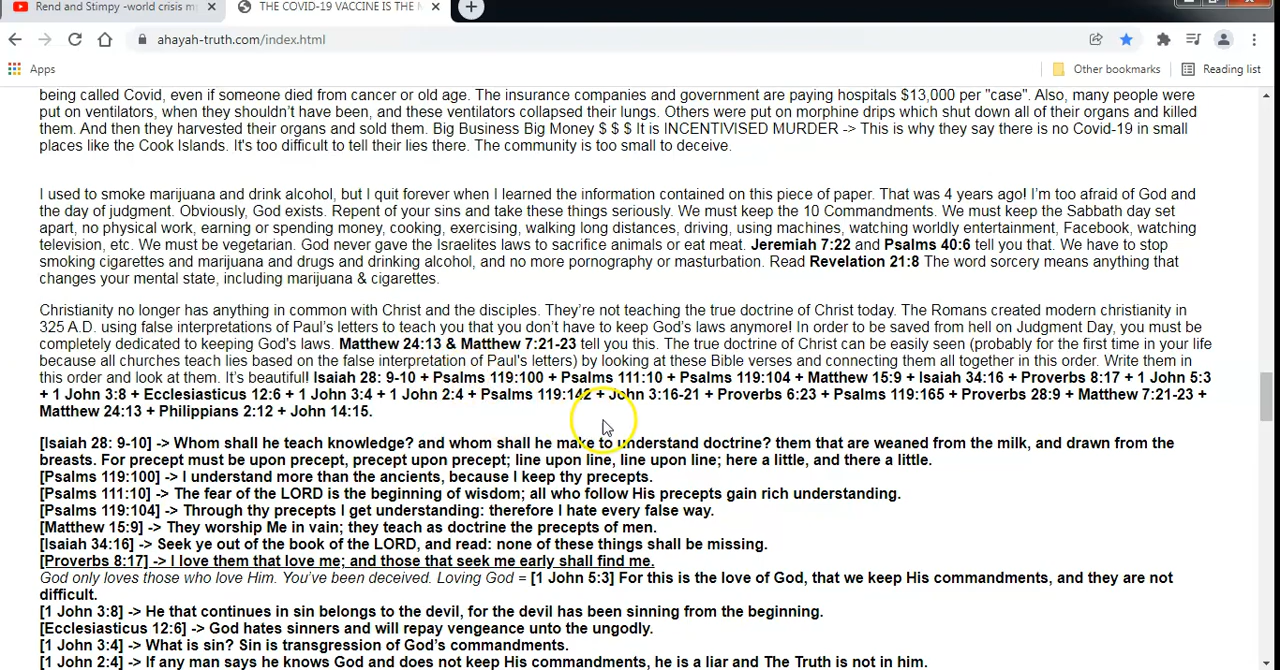 Rend and Stimpy -world crisis m
THE COVID-19 VACCINE IS THE
ahayah-truth.com/index.html
Apps
Other bookmarks
Reading list
being called Covid, even if someone died from cancer or old age. The insurance companies and government are paying hospitals $13,000 per "case". Also, many people were
put on ventilators, when they shouldn't have been, and these ventilators collapsed their lungs. Others were put on morphine drips which shut down all of their organs and killed
them. And then they harvested their organs and sold them. Big Business Big Money $ $ $ It is INCENTIVISED MURDER -> This is why they say there is no Covid-19 in small
places like the Cook Islands. It's too difficult to tell their lies there. The community is too small to deceive.
I used to smoke marijuana and drink alcohol, but I quit forever when I learned the information contained on this piece of paper. That was 4 years ago! I'm too afraid of God and
the day of judgment. Obviously, God exists. Repent of your sins and take these things seriously. We must keep the 10 Commandments. We must keep the Sabbath day set
apart, no physical work, earning or spending money, cooking, exercising, walking long distances, driving, using machines, watching worldly entertainment, Facebook, watching
television, etc. We must be vegetarian. God never gave the Israelites laws to sacrifice animals or eat meat. Jeremiah 7:22 and Psalms 40:6 tell you that. We have to stop
smoking cigarettes and marijuana and drugs and drinking alcohol, and no more pornography or masturbation. Read Revelation 21:8 The word sorcery means anything that
changes your mental state, including marijuana & cigarettes.
Christianity no longer has anything in common with Christ and the disciples. They're not teaching the true doctrine of Christ today. The Romans created modern christianity in
325 A.D. using false interpretations of Paul's letters to teach you that you don't have to keep God's laws anymore! In order to be saved from hell on Judgment Day, you must be
completely dedicated to keeping God's laws. Matthew 24:13 & Matthew 7:21-23 tell you this. The true doctrine of Christ can be easily seen (probably for the first time in your life
because all churches teach lies based on the false interpretation of Paul's letters) by looking at these Bible verses and connecting them all together in this order. Write them in
this order and look at them. It's beautiful! Isaiah 28: 9-10 + Psalms 119:100 + Psalms 111:10 + Psalms 119:104 + Matthew 15:9 + Isaiah 34:16 + Proverbs 8:17 + 1 John 5:3
+ 1 John 3:8 + Ecclesiasticus 12:6 + 1 John 3:4 + 1 John 2:4 + Psalms 119:142 + John 3:16-21 + Proverbs 6:23 + Psalms 119:165 + Proverbs 28:9 + Matthew 7:21-23 +
Matthew 24:13 + Philippians 2:12 + John 14:15.
[Isaiah 28: 9-10] -> Whom shall he teach knowledge? and whom shall he make to understand doctrine? them that are weaned from the milk, and drawn from the
breasts. For precept must be upon precept, precept upon precept; line upon line, line upon line; here a little, and there a little.
[Psalms 119:100] -> I understand more than the ancients, because I keep thy precepts.
[Psalms 111:10] -> The fear of the LORD is the beginning of wisdom; all who follow His precepts gain rich understanding.
[Psalms 119:104] -> Through thy precepts I get understanding: therefore I hate every false way.
[Matthew 15:9] -> They worship Me in vain; they teach as doctrine the precepts of men.
[Isaiah 34:16] -> Seek ye out of the book of the LORD, and read: none of these things shall be missing.
[Proverbs 8:17] -> I love them that love me; and those that seek me early shall find me.
God only loves those who love Him. You've been deceived. Loving God = [1 John 5:3] For this is the love of God, that we keep His commandments, and they are not
difficult.
[1 John 3:8] -> He that continues in sin belongs to the devil, for the devil has been sinning from the beginning.
[Ecclesiasticus 12:6] -> God hates sinners and will repay vengeance unto the ungodly.
[1 John 3:4] -> What is sin? Sin is transgression of God's commandments.
[1 John 2:4] -> If any man says he knows God and does not keep His commandments, he is a liar and The Truth is not in him.